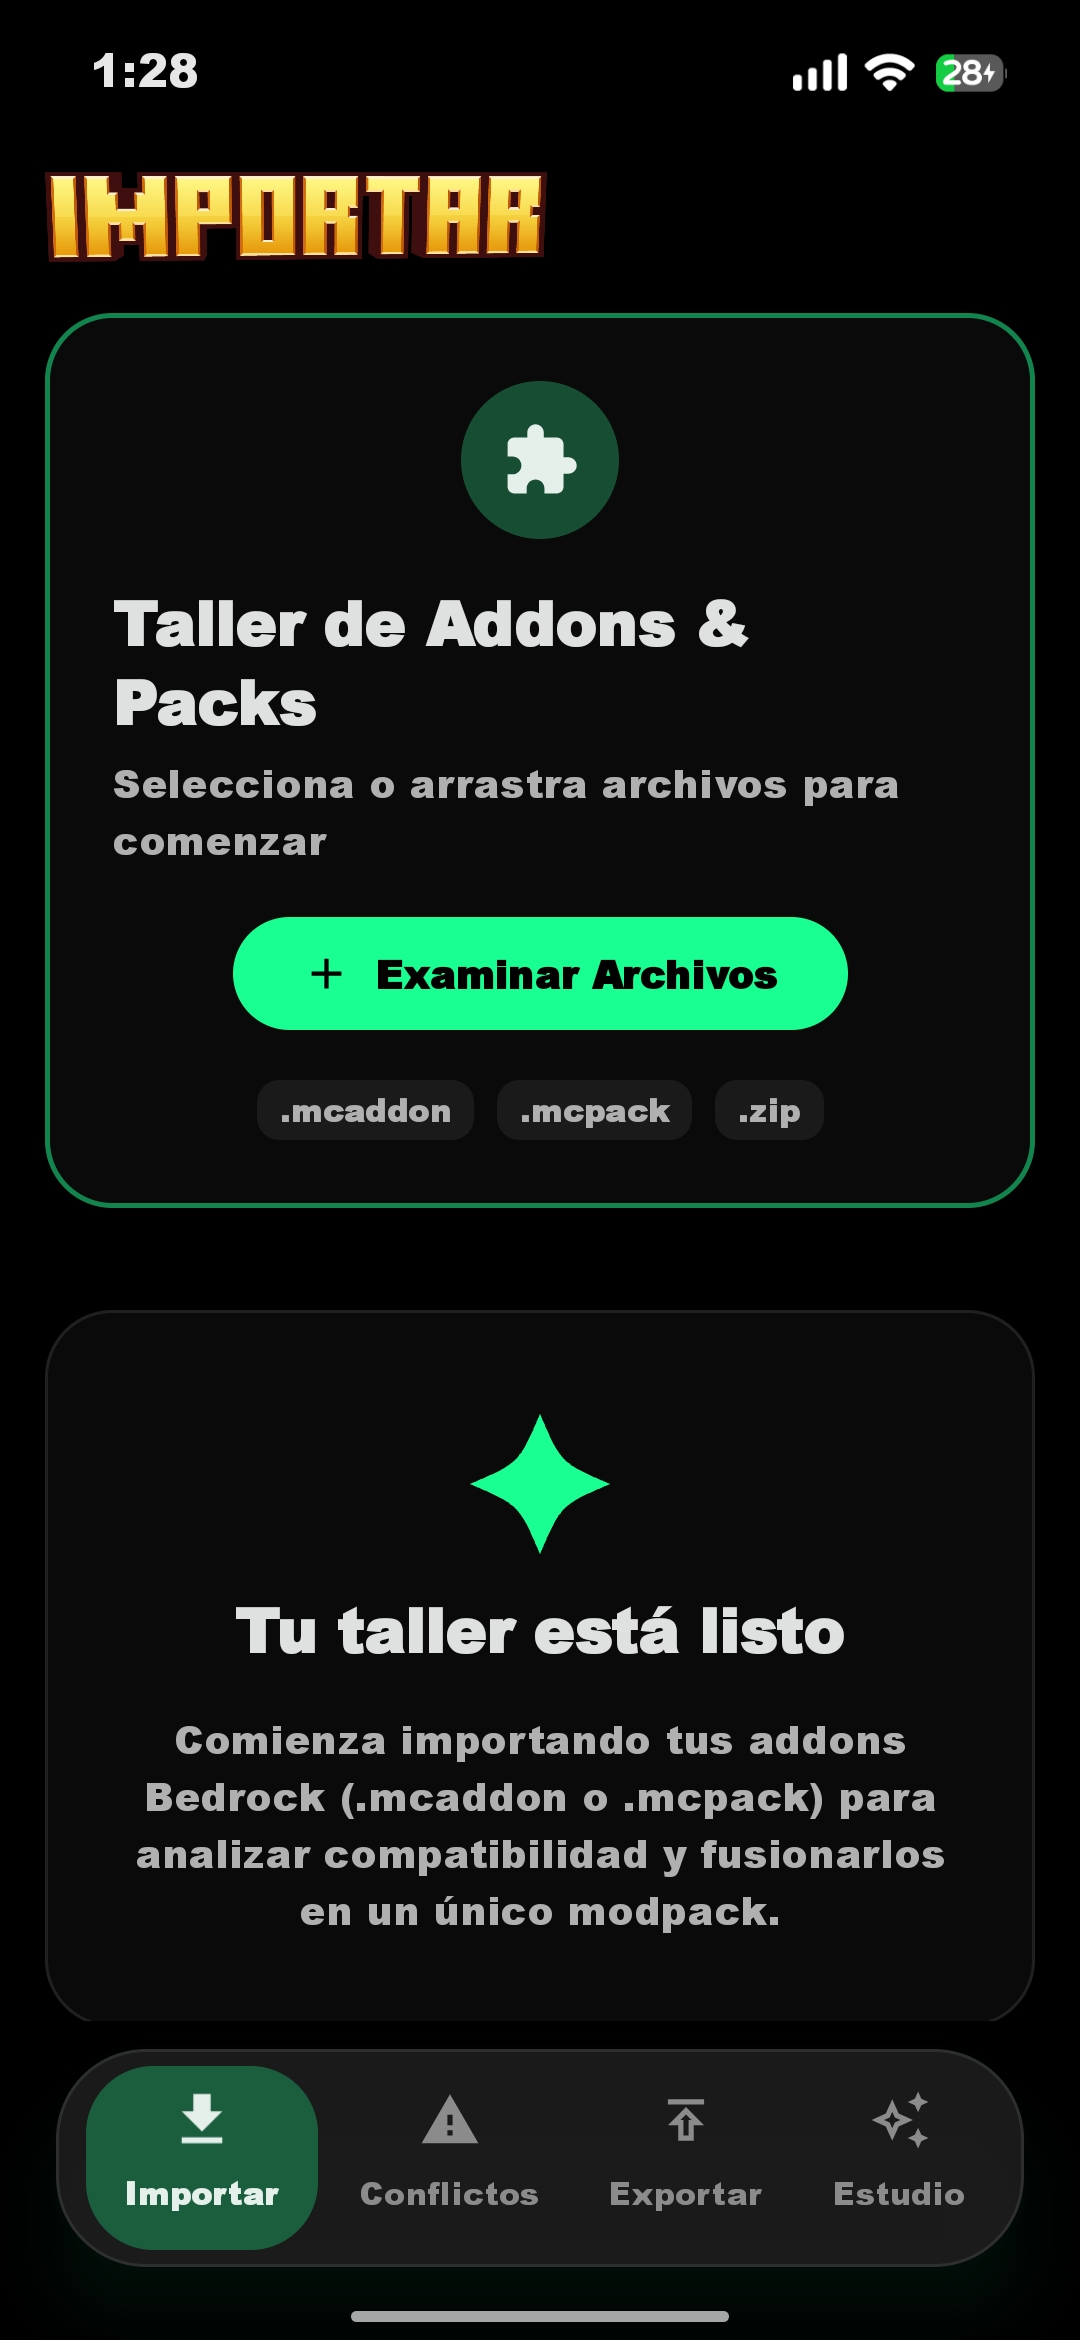 1:28
28
IMPORTAR
Taller de Addons &
Packs
Selecciona o arrastra archivos para
comenzar
+ Examinar Archivos
.mcaddon .mcpack .zip
Tu taller está listo
Comienza importando tus addons
Bedrock (.mcaddon o .mcpack) para
analizar compatibilidad y fusionarlos
en un único modpack.
Importar Conflictos Exportar Estudio